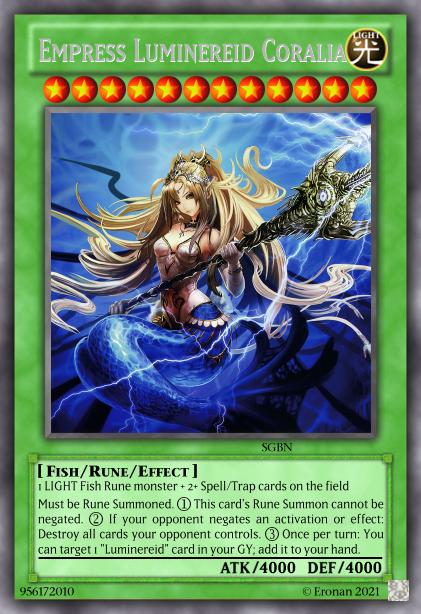 Empress Luminereid Coralia
LIGHT
光
SGBN
[ Fish/Rune/Effect ]
1 LIGHT Fish Rune monster + 2+ Spell/Trap cards on the field
Must be Rune Summoned. ① This card's Rune Summon cannot be
negated. ② If your opponent negates an activation or effect:
Destroy all cards your opponent controls. ③ Once per turn: You
can target 1 "Luminereid" card in your GY; add it to your hand.
ATK/4000 DEF/4000
956172010
© Eronan 2021